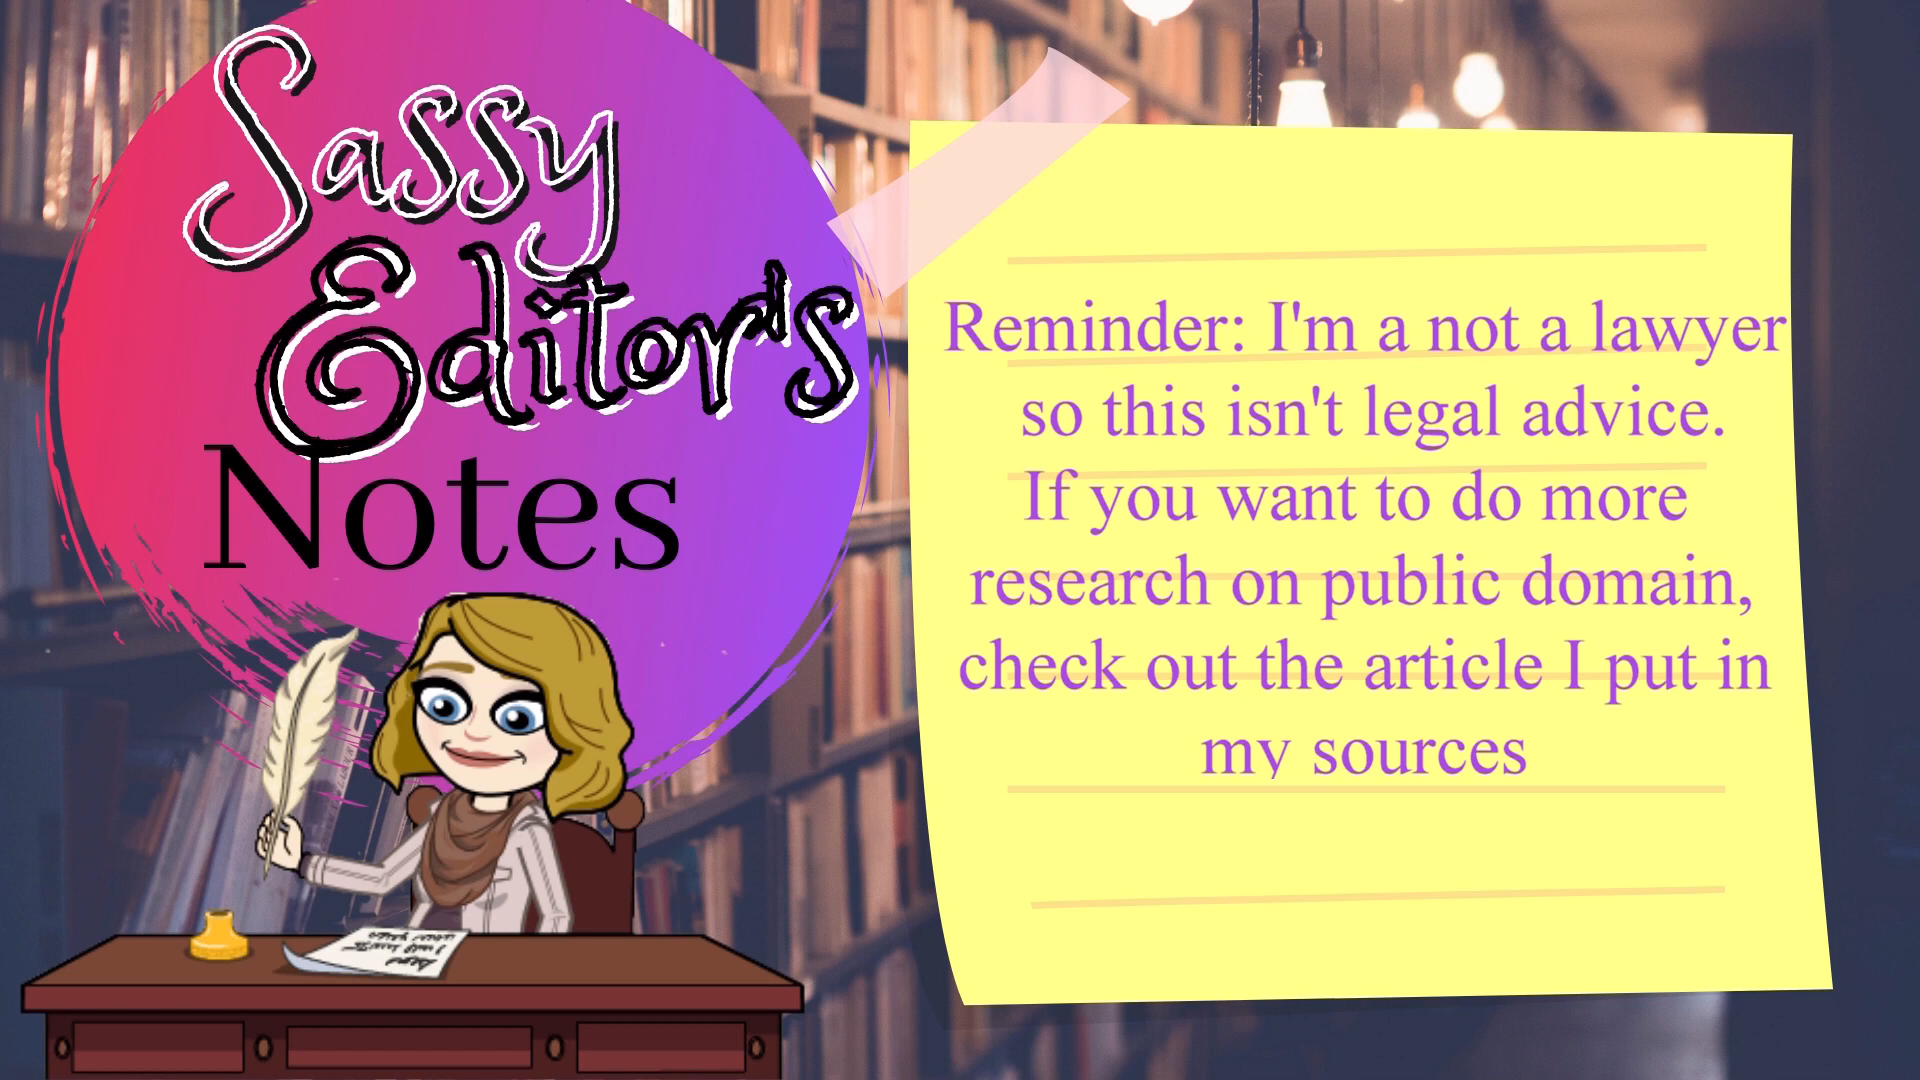 Sassy
Editor's
Notes
Reminder: I'm a not a lawyer
so this isn't legal advice.
If you want to do more
research on public domain,
check out the article I put in
my sources